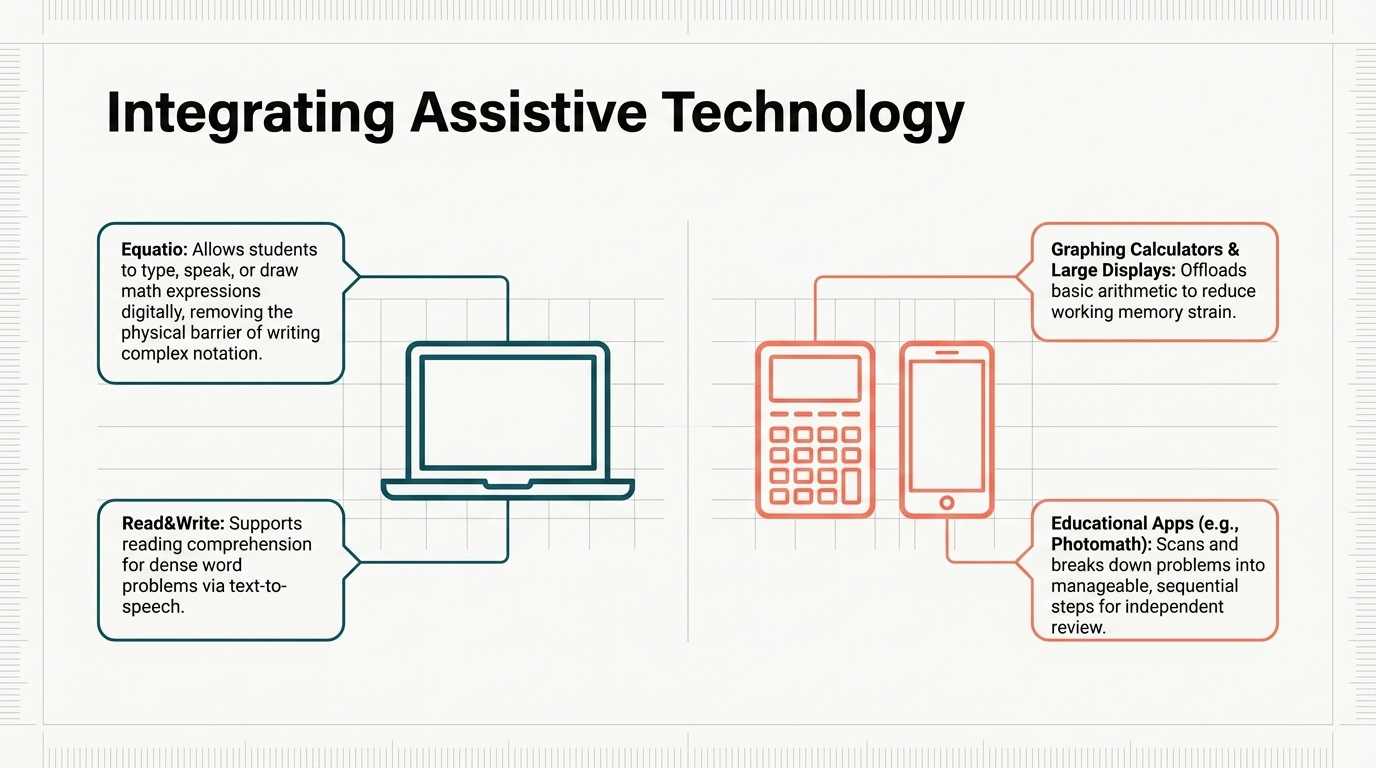 Integrating Assistive Technology
Equatio: Allows students
to type, speak, or draw
math expressions
digitally, removing the
physical barrier of writing
complex notation.
Read&Write: Supports
reading comprehension
for dense word
problems via text-to-
speech.
Graphing Calculators &
Large Displays: Offloads
basic arithmetic to reduce
working memory strain.
Educational Apps (e.g.,
Photomath): Scans and
breaks down problems into
manageable, sequential
steps for independent
review.